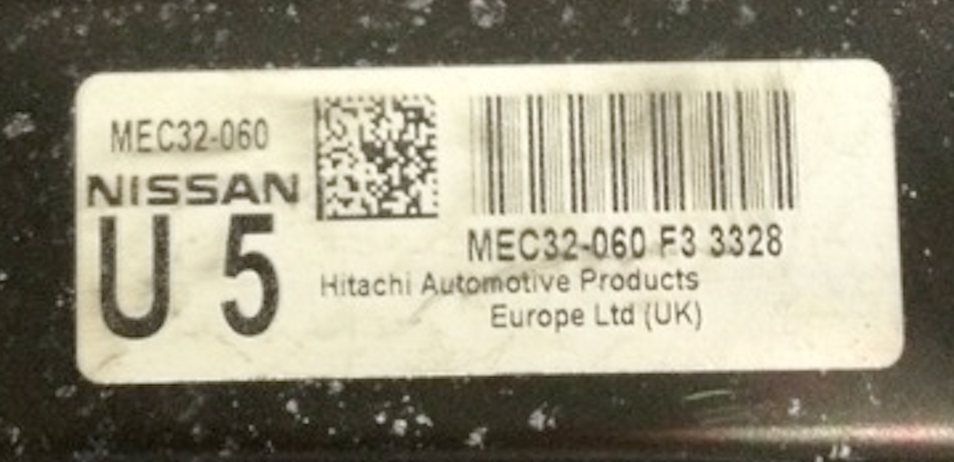 MEC32-060
NISSAN
U 5
MEC32-060 F3 3328
Hitachi Automotive Products
Europe Ltd (UK)